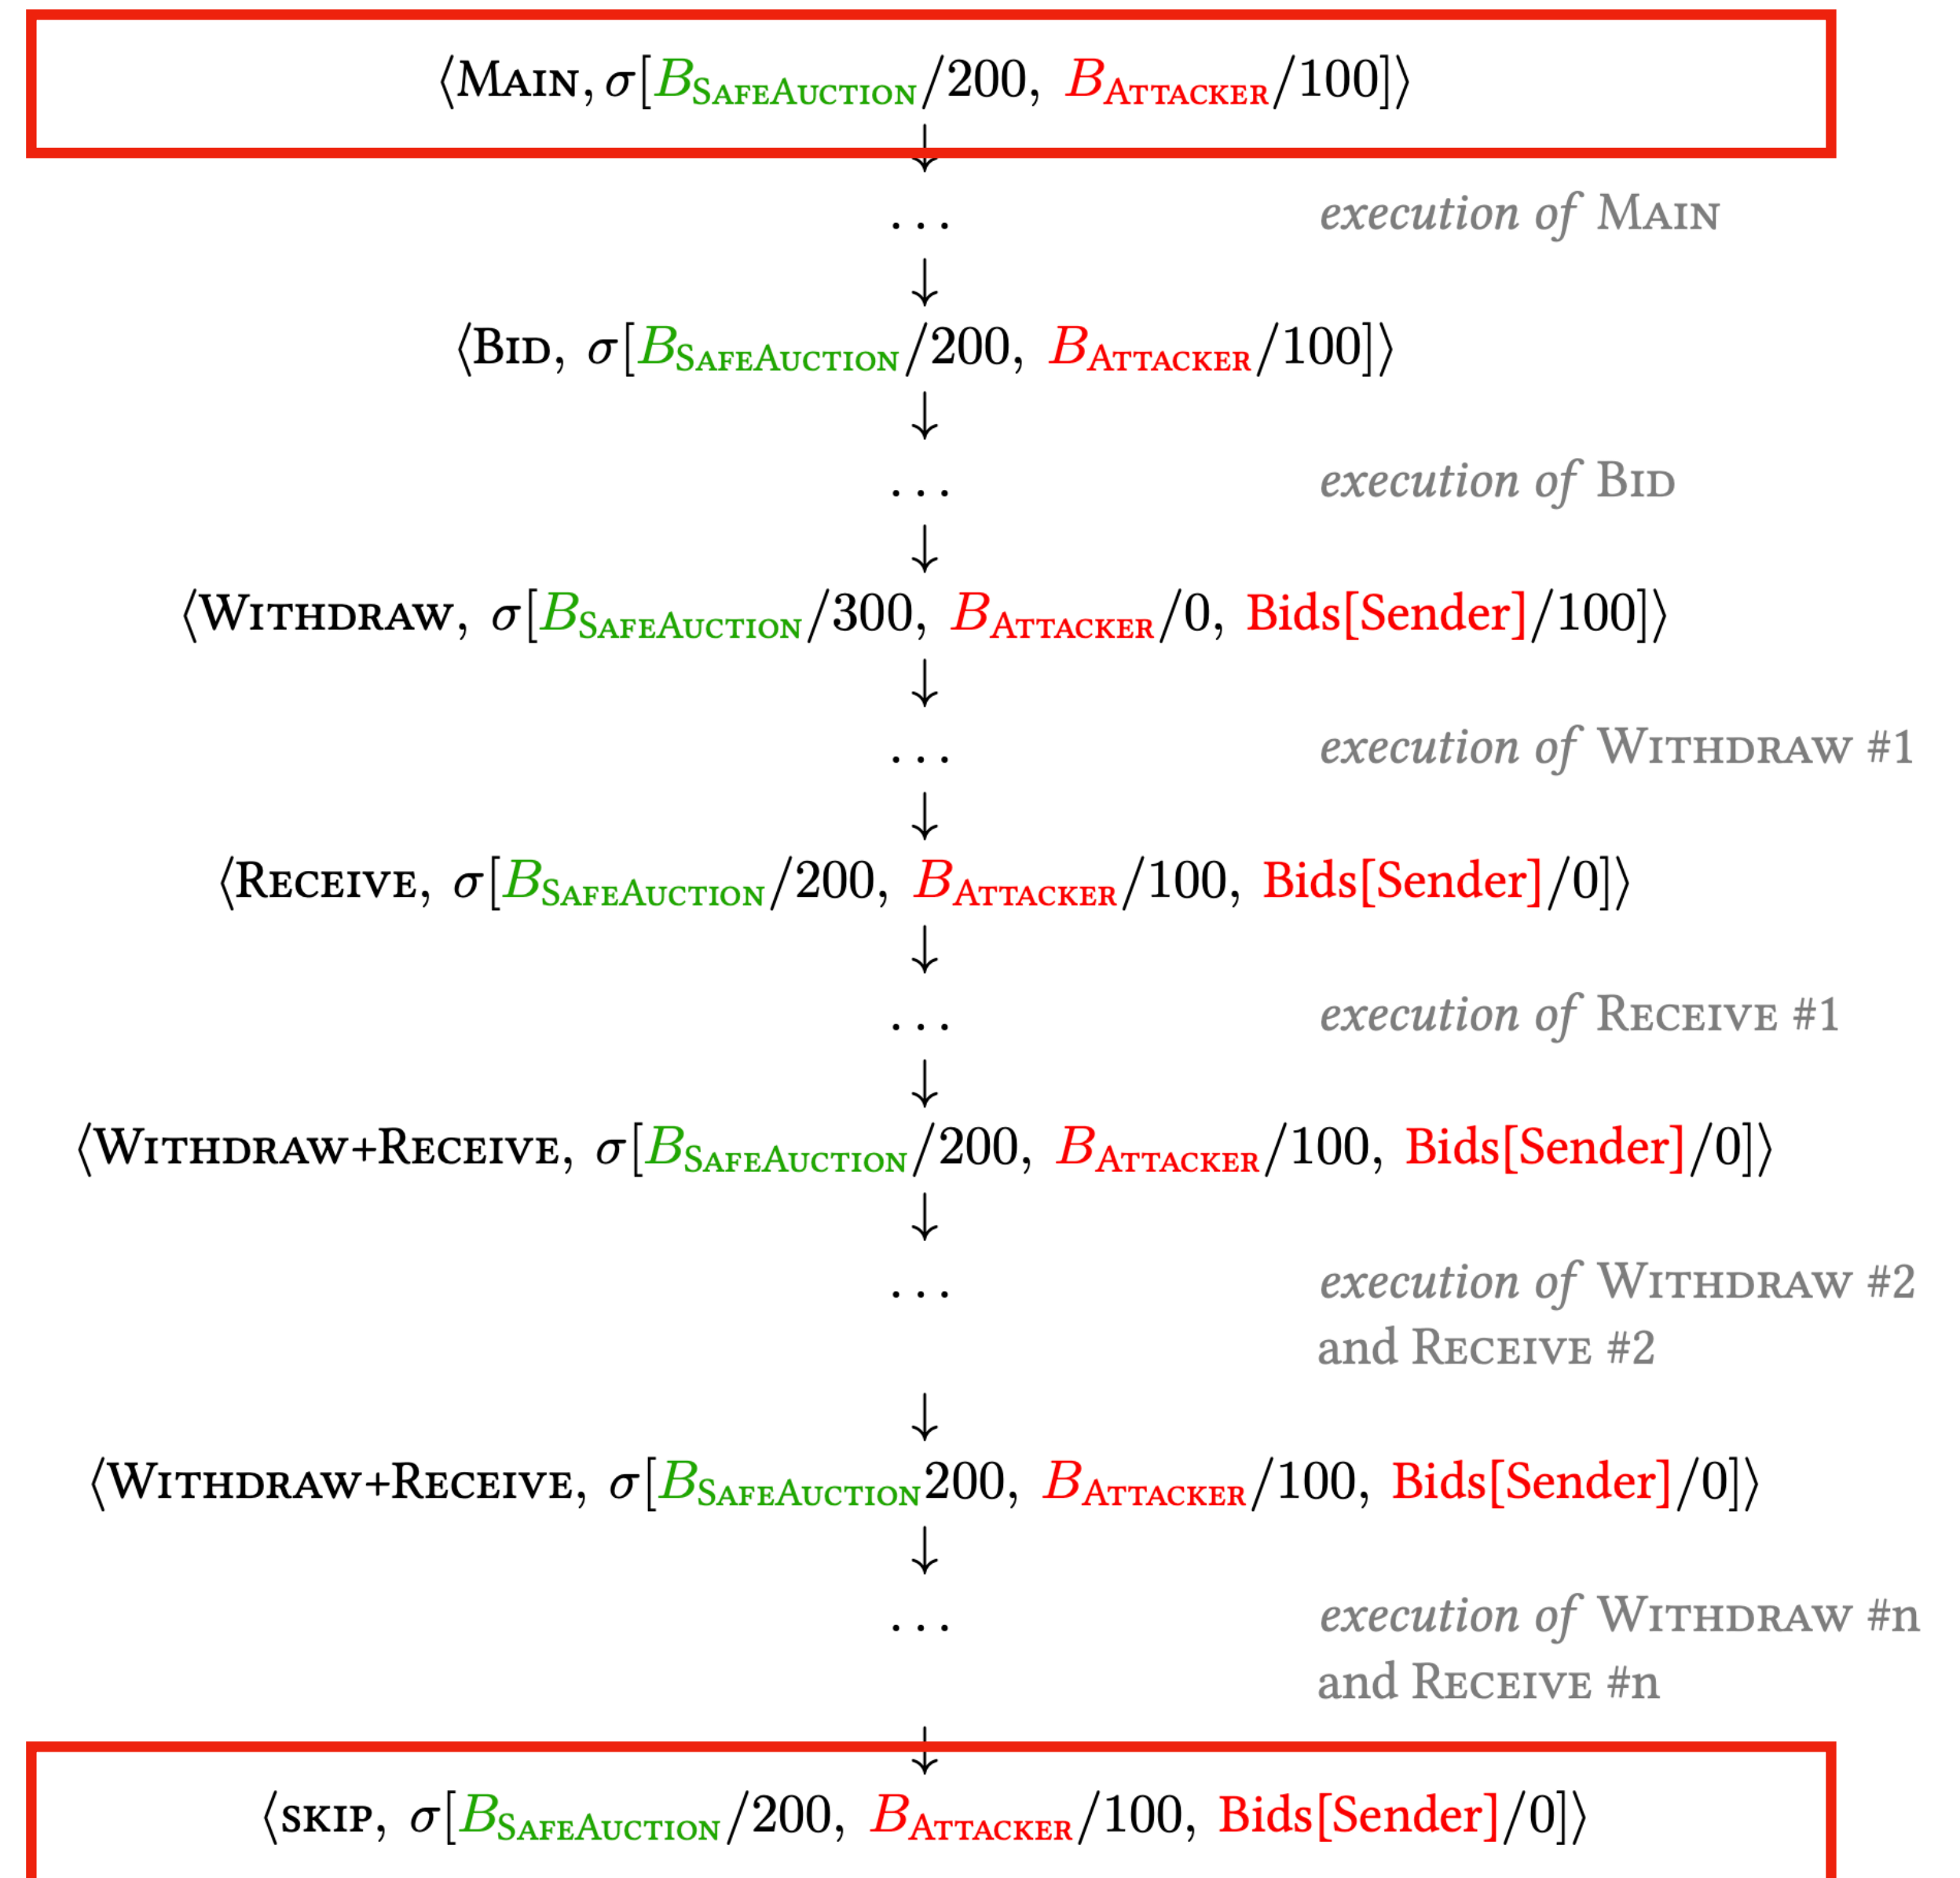 ⟨MAIN, σ[B_SAFEAUCTION/200, B_ATTACKER/100]⟩
↓
...
execution of MAIN
↓
⟨BID, σ[B_SAFEAUCTION/200, B_ATTACKER/100]⟩
↓
...
execution of BID
↓
⟨WITHDRAW, σ[B_SAFEAUCTION/300, B_ATTACKER/0, Bids[Sender]/100]⟩
↓
...
execution of WITHDRAW #1
↓
⟨RECEIVE, σ[B_SAFEAUCTION/200, B_ATTACKER/100, Bids[Sender]/0]⟩
↓
...
execution of RECEIVE #1
↓
⟨WITHDRAW+RECEIVE, σ[B_SAFEAUCTION/200, B_ATTACKER/100, Bids[Sender]/0]⟩
↓
...
execution of WITHDRAW #2
and RECEIVE #2
↓
⟨WITHDRAW+RECEIVE, σ[B_SAFEAUCTION200, B_ATTACKER/100, Bids[Sender]/0]⟩
↓
...
execution of WITHDRAW #n
and RECEIVE #n
↓
⟨SKIP, σ[B_SAFEAUCTION/200, B_ATTACKER/100, Bids[Sender]/0]⟩